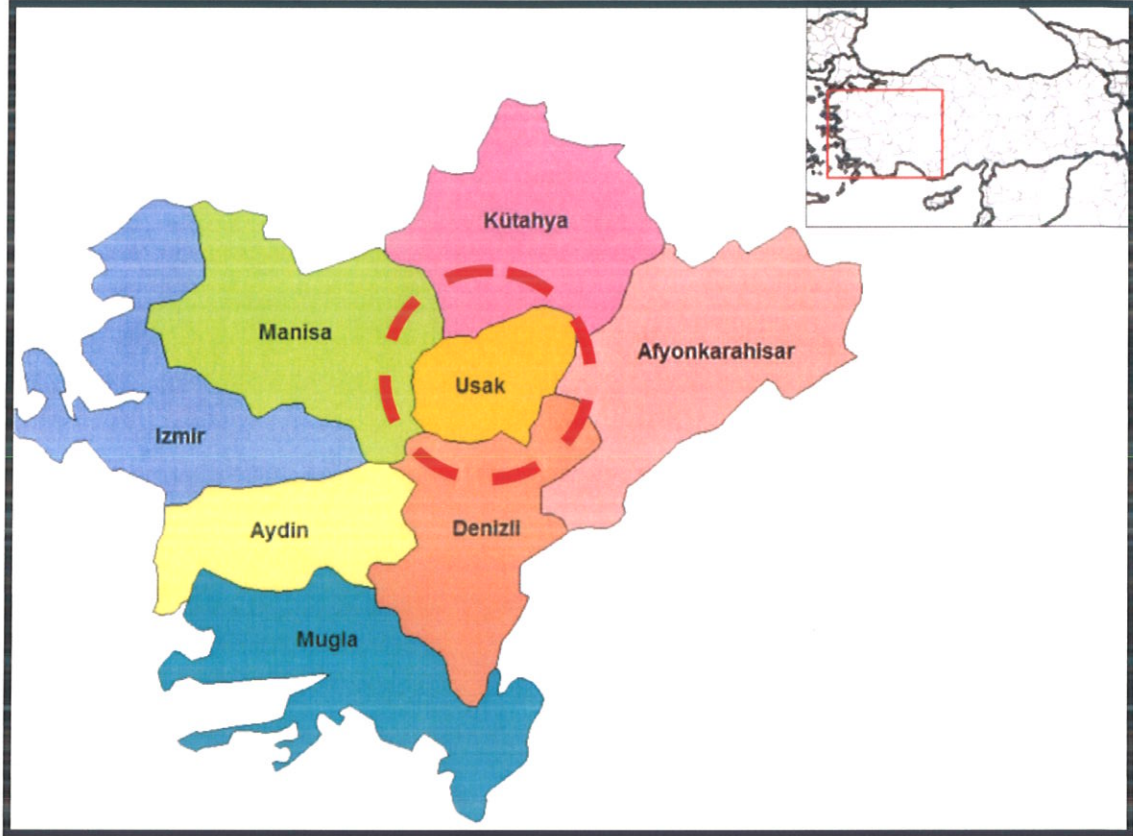 Kütahya
Manisa
Afyonkarahisar
Usak
Izmir
Aydin
Denizli
Mugla